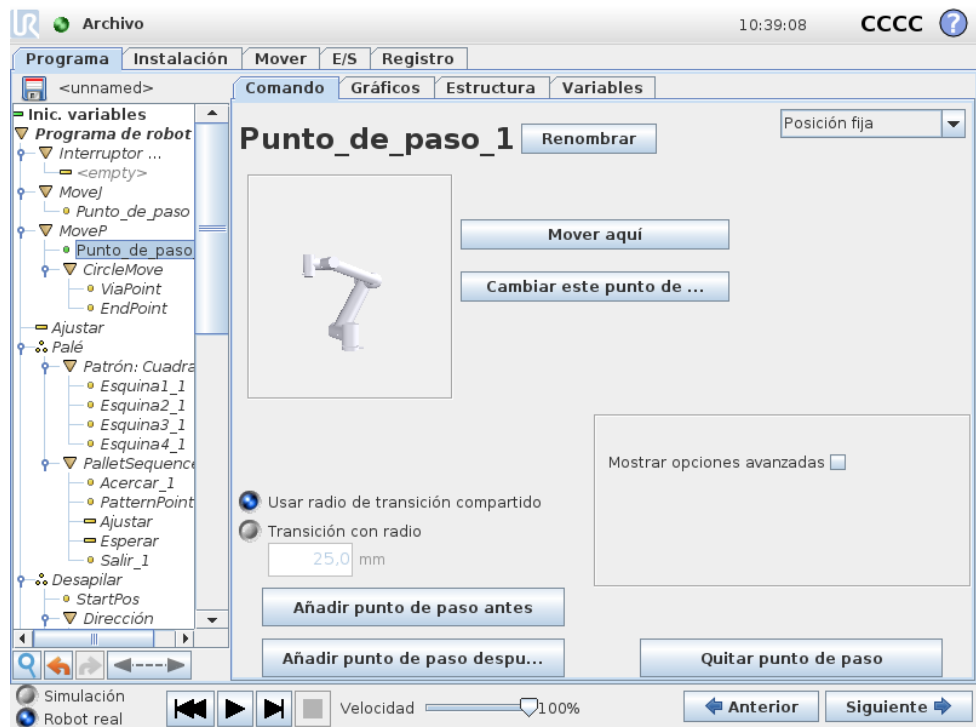 UR Archivo 10:39:08 CCCC ?
Programa Instalación Mover E/S Registro
<unnamed>
Comando Gráficos Estructura Variables
Inic. variables
Programa de robot
Interruptor ...
<empty>
MoveJ
Punto_de_paso
MoveP
Punto_de_paso
CircleMove
ViaPoint
EndPoint
Ajustar
Palé
Patrón: Cuadra
Esquina1_1
Esquina2_1
Esquina3_1
Esquina4_1
PalletSequence
Acercar_1
PatternPoint
Ajustar
Esperar
Salir_1
Desapilar
StartPos
Dirección
Punto_de_paso_1 Renombrar
Posición fija
Mover aquí
Cambiar este punto de ...
Mostrar opciones avanzadas
Usar radio de transición compartido
Transición con radio
25,0 mm
Añadir punto de paso antes
Añadir punto de paso despu...
Quitar punto de paso
Simulación
Robot real
Velocidad 100%
Anterior Siguiente